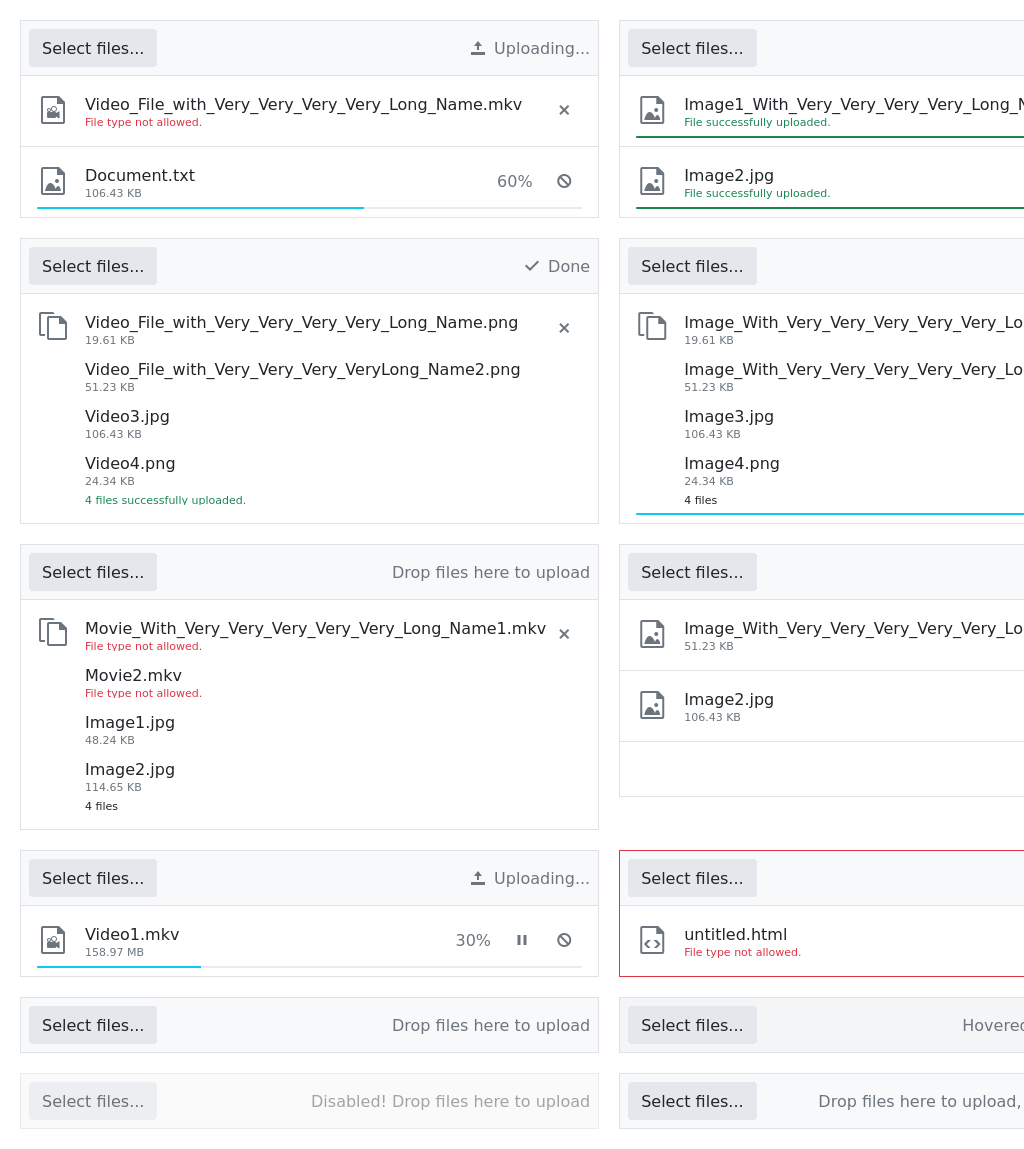 Select files...
Uploading...
Video_File_with_Very_Very_Very_Very_Long_Name.mkv
File type not allowed.
Document.txt
106.43 KB
60%
Select files...
Image1_With_Very_Very_Very_Very_Long_N
File successfully uploaded.
Image2.jpg
File successfully uploaded.
Select files...
Done
Video_File_with_Very_Very_Very_Very_Long_Name.png
19.61 KB
Video_File_with_Very_Very_Very_VeryLong_Name2.png
51.23 KB
Video3.jpg
106.43 KB
Video4.png
24.34 KB
4 files successfully uploaded.
Select files...
Image_With_Very_Very_Very_Very_Very_Lo
19.61 KB
Image_With_Very_Very_Very_Very_Very_Lo
51.23 KB
Image3.jpg
106.43 KB
Image4.png
24.34 KB
4 files
Select files...
Drop files here to upload
Movie_With_Very_Very_Very_Very_Very_Long_Name1.mkv
File type not allowed.
Movie2.mkv
File type not allowed.
Image1.jpg
48.24 KB
Image2.jpg
114.65 KB
4 files
Select files...
Image_With_Very_Very_Very_Very_Very_Lo
51.23 KB
Image2.jpg
106.43 KB
Select files...
Uploading...
Video1.mkv
158.97 MB
30%
Select files...
untitled.html
File type not allowed.
Select files...
Drop files here to upload
Select files...
Hovered
Select files...
Disabled! Drop files here to upload
Select files...
Drop files here to upload,